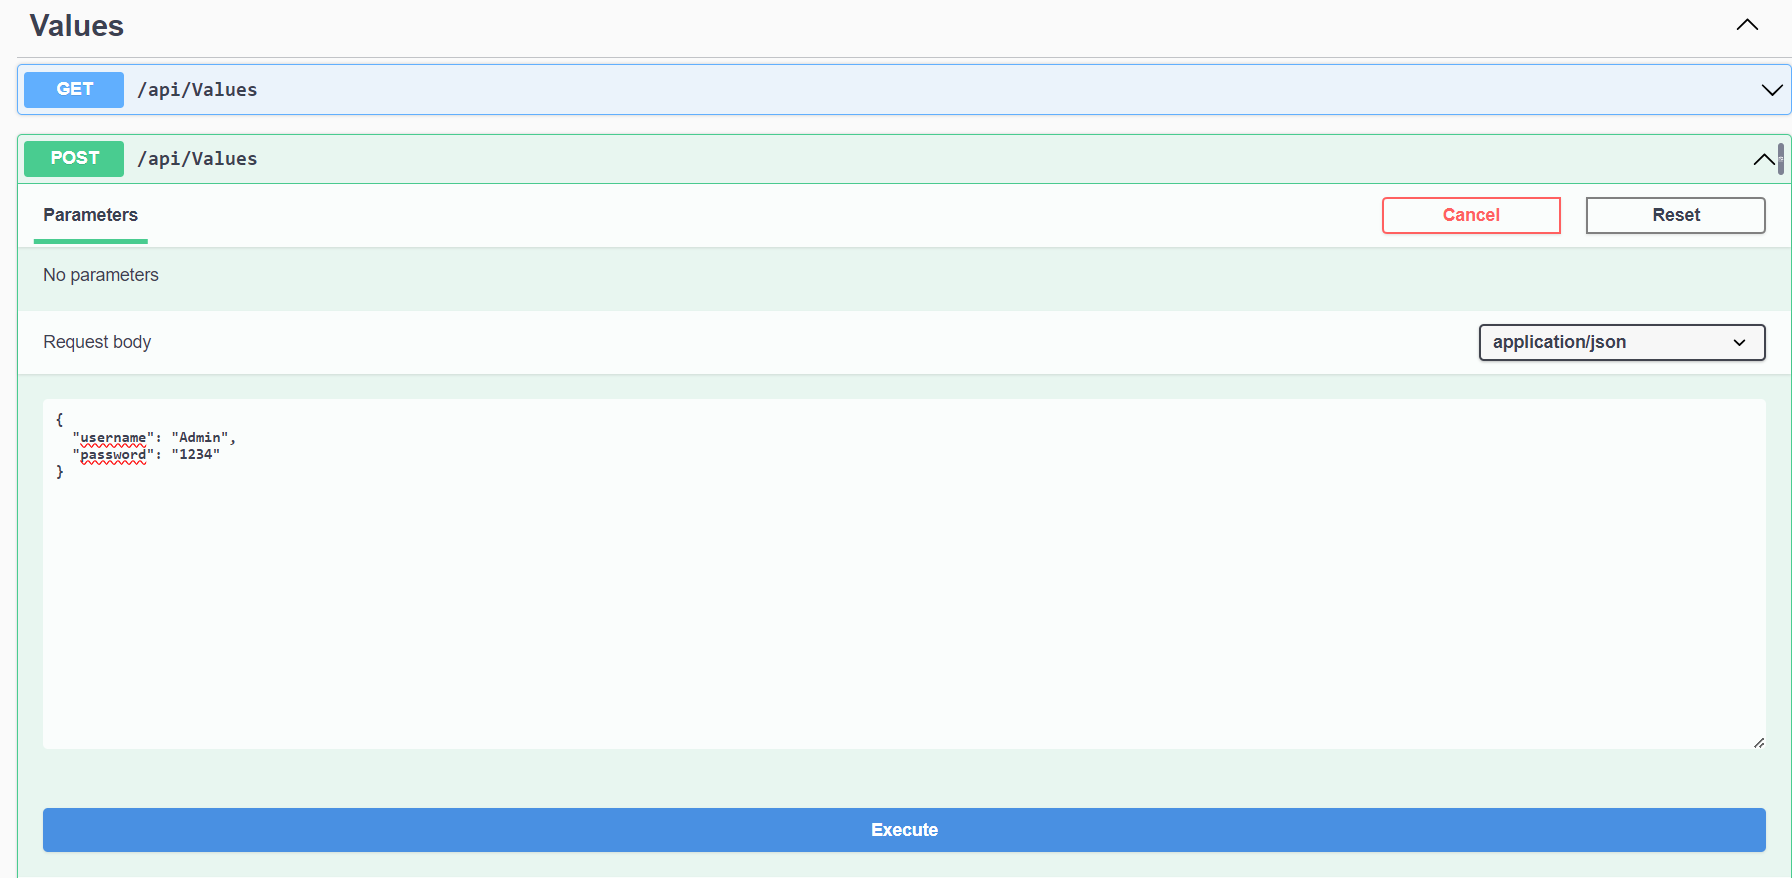 Values
GET /api/Values
POST /api/Values
Parameters
Cancel
Reset
No parameters
Request body
application/json
{
"username": "Admin",
"password": "1234"
}
Execute